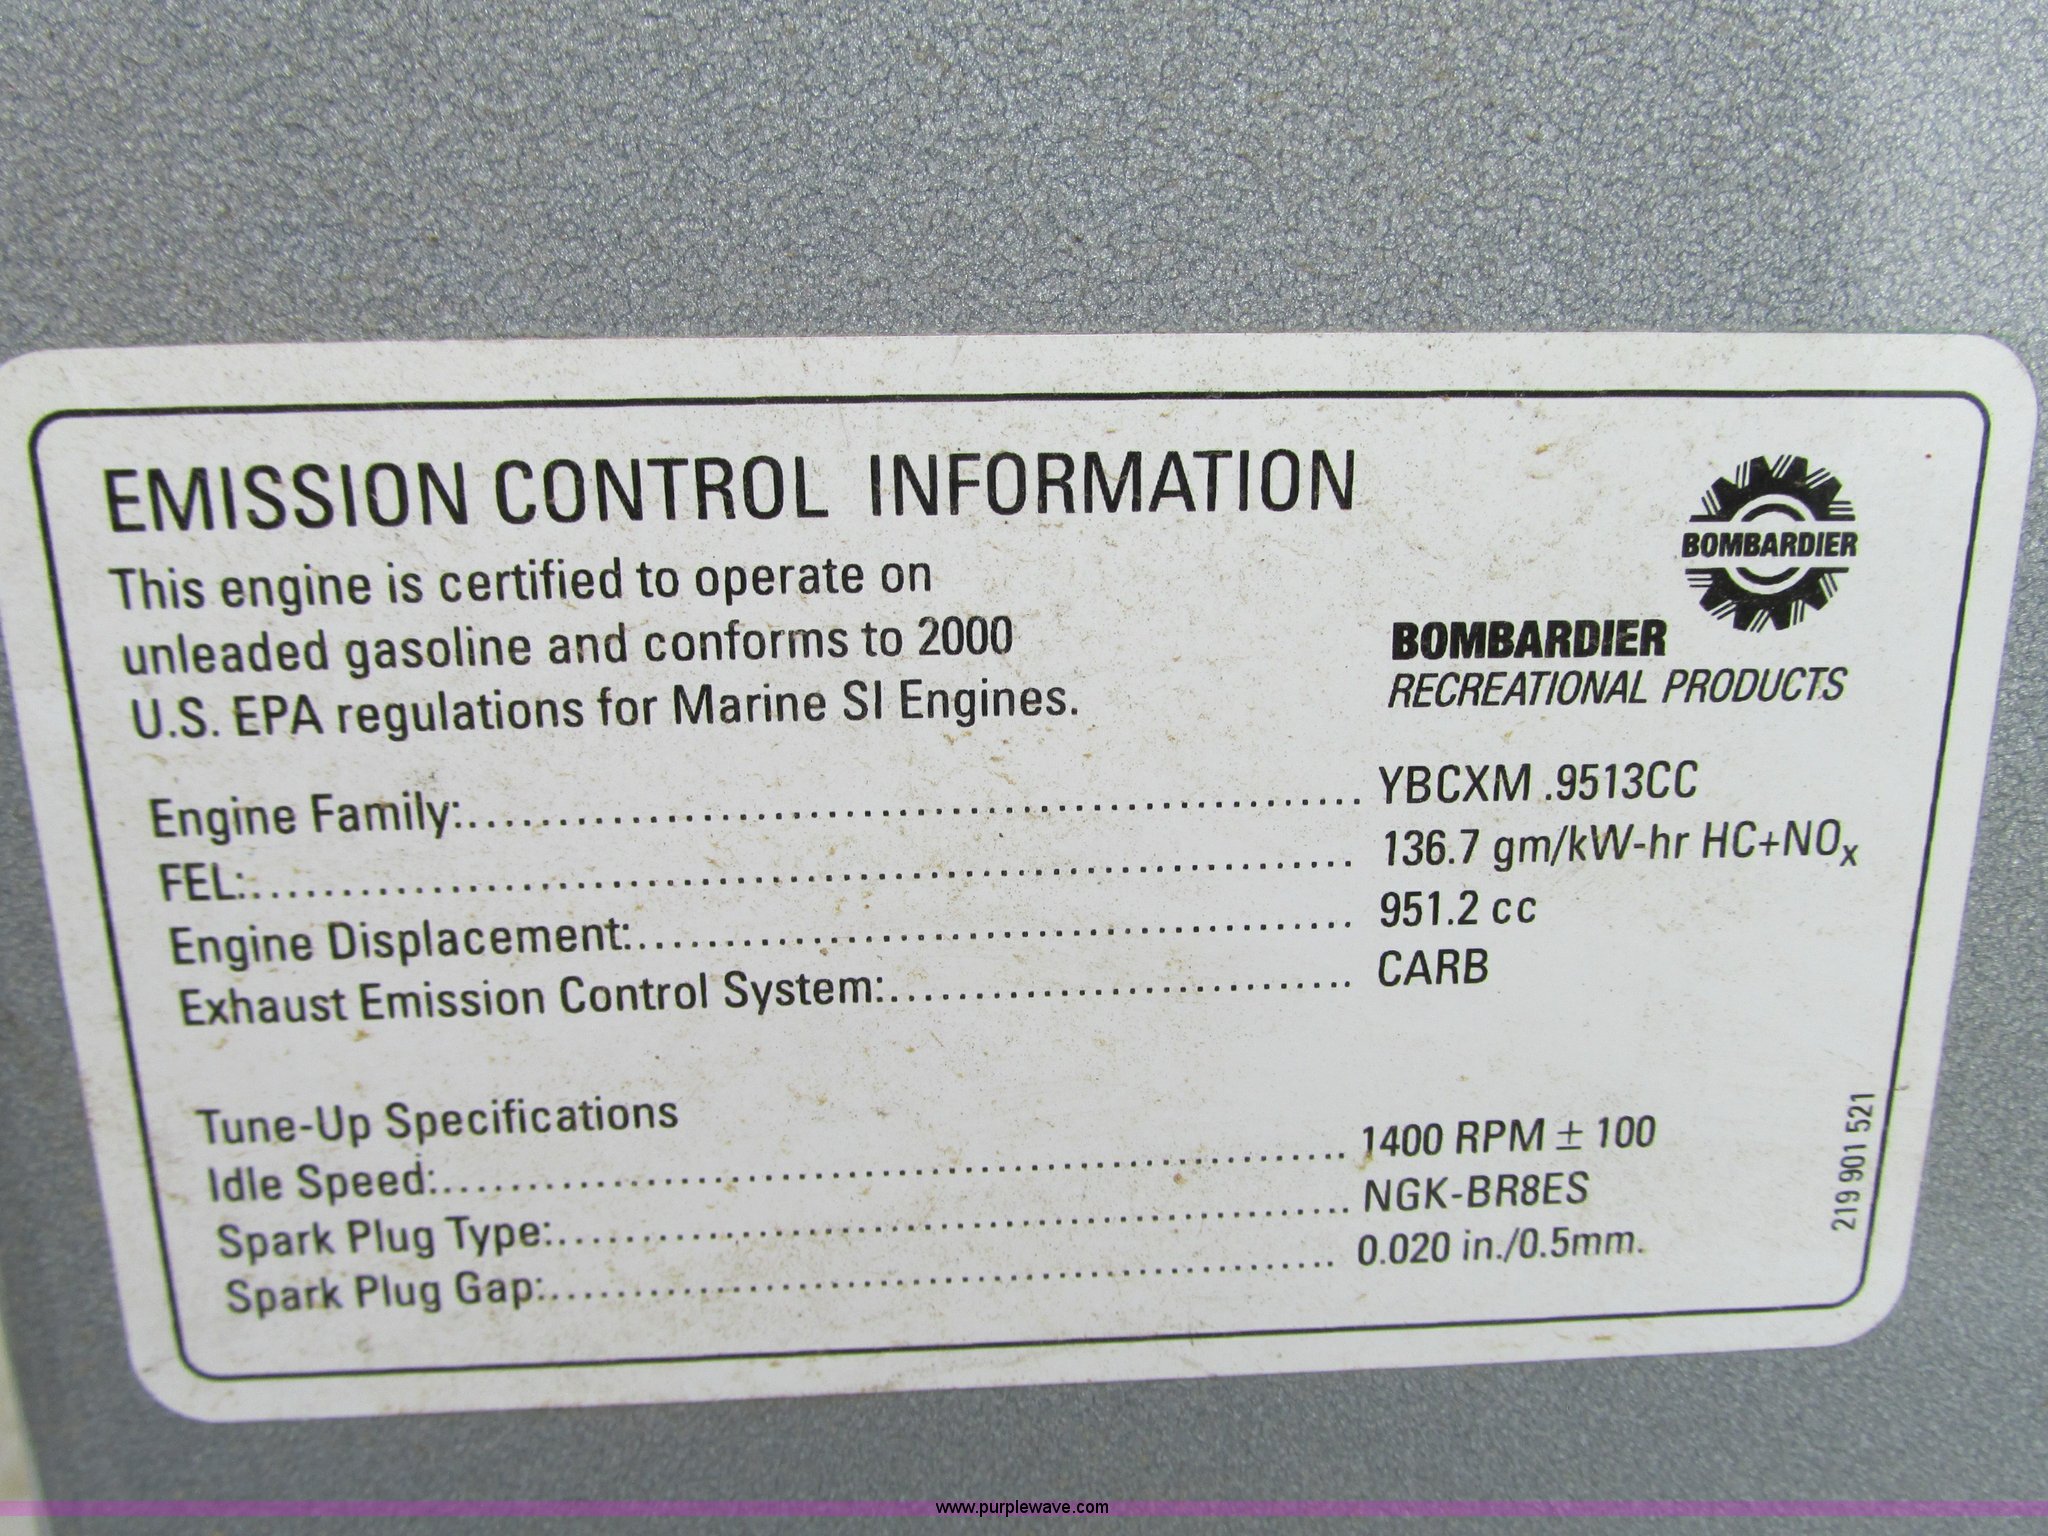 EMISSION CONTROL INFORMATION
This engine is certified to operate on
unleaded gasoline and conforms to 2000
U.S. EPA regulations for Marine SI Engines.
BOMBARDIER
BOMBARDIER
RECREATIONAL PRODUCTS
Engine Family:.......... YBCXM .9513CC
FEL:.......... 136.7 gm/kW-hr HC+NOx
Engine Displacement:.......... 951.2 cc
Exhaust Emission Control System:.......... CARB
Tune-Up Specifications
Idle Speed:.......... 1400 RPM ± 100
Spark Plug Type:.......... NGK-BR8ES
Spark Plug Gap:.......... 0.020 in./0.5mm.
219 901 521
www.purplewave.com